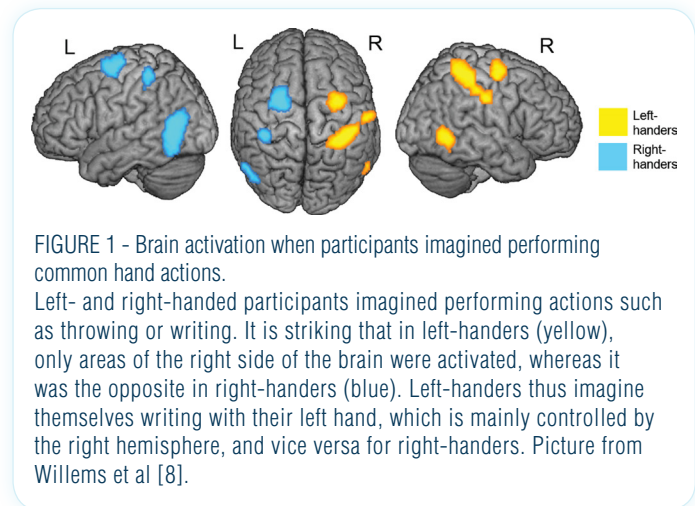 L
L
R
R
Left-
handers
Right-
handers
FIGURE 1 - Brain activation when participants imagined performing
common hand actions.
Left- and right-handed participants imagined performing actions such
as throwing or writing. It is striking that in left-handers (yellow),
only areas of the right side of the brain were activated, whereas it
was the opposite in right-handers (blue). Left-handers thus imagine
themselves writing with their left hand, which is mainly controlled by
the right hemisphere, and vice versa for right-handers. Picture from
Willems et al [8].